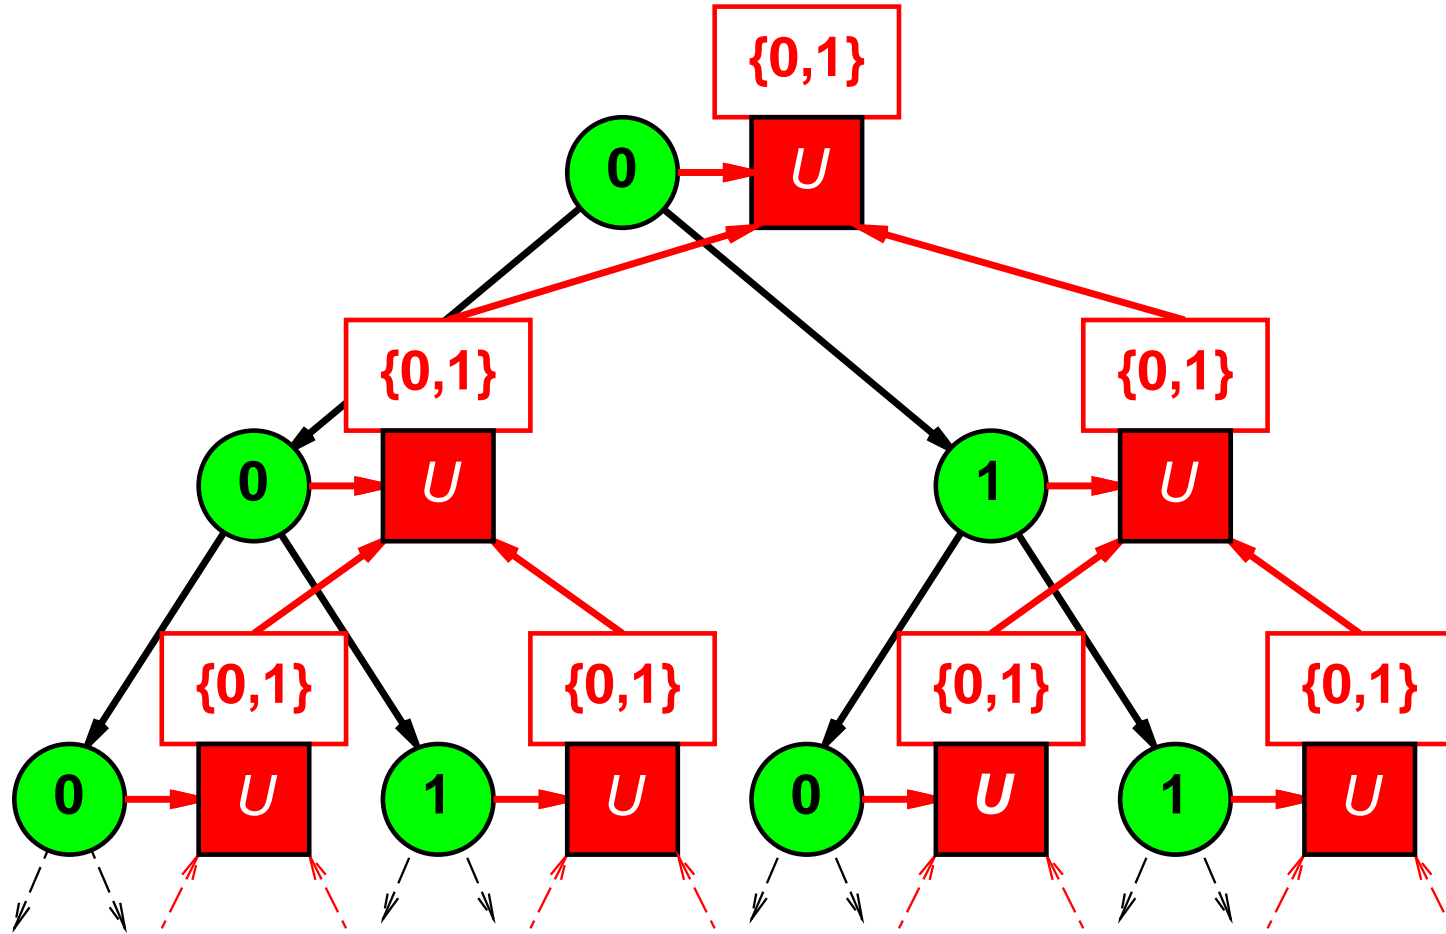 {0,1}
0 U
{0,1} {0,1}
0 U 1 U
{0,1} {0,1} {0,1} {0,1}
0 U 1 U 0 U 1 U